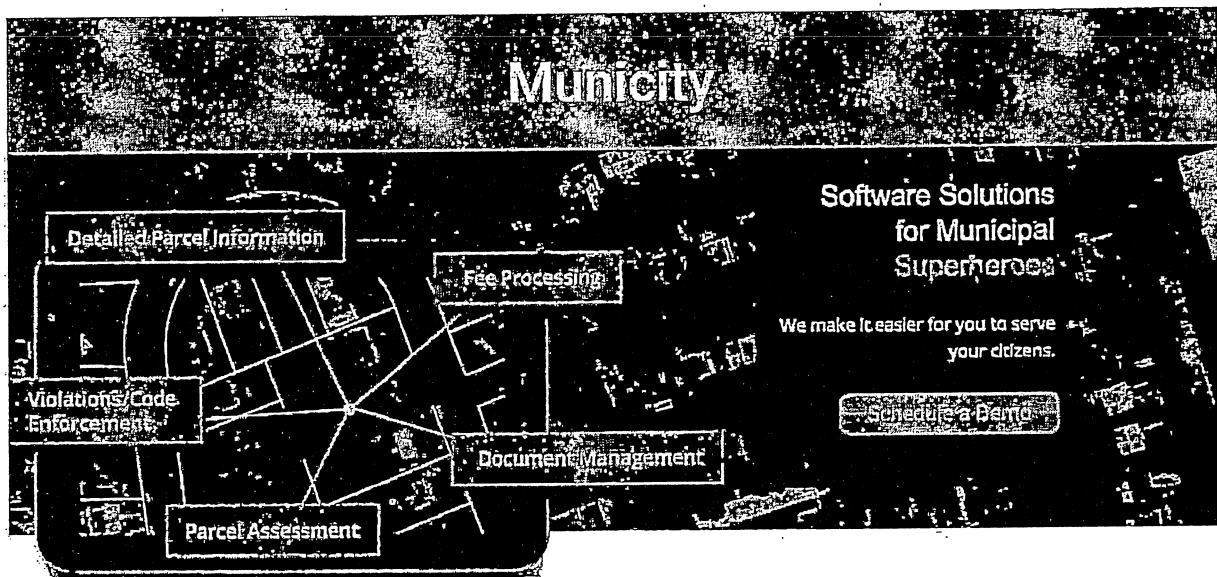 Municity
Software Solutions
for Municipal
Superheroes
We make it easier for you to serve
your citizens.
Schedule a Demo
Detailed Parcel Information
Fee Processing
Violations/Code
Enforcement
Document Management
Parcel Assessment